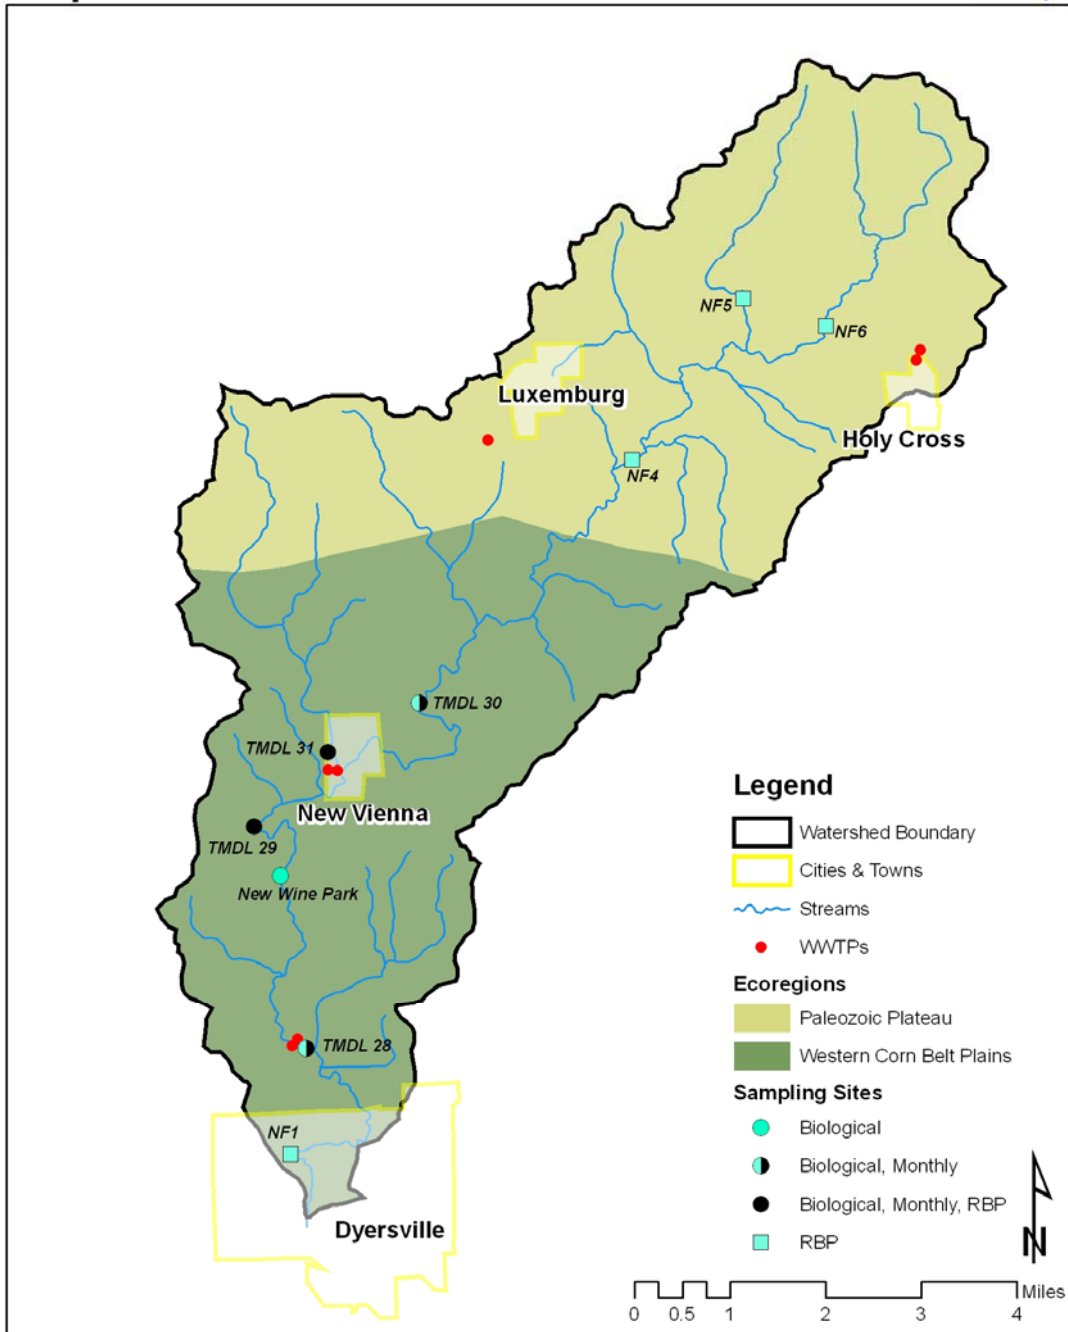 NF5
NF6
Luxemburg
Holy Cross
NF4
TMDL 30
TMDL 31
New Vienna
TMDL 29
New Wine Park
TMDL 28
NF1
Dyersville
Legend
Watershed Boundary
Cities & Towns
Streams
WWTPs
Ecoregions
Paleozoic Plateau
Western Corn Belt Plains
Sampling Sites
Biological
Biological, Monthly
Biological, Monthly, RBP
RBP
N
Miles
0 0.5 1 2 3 4